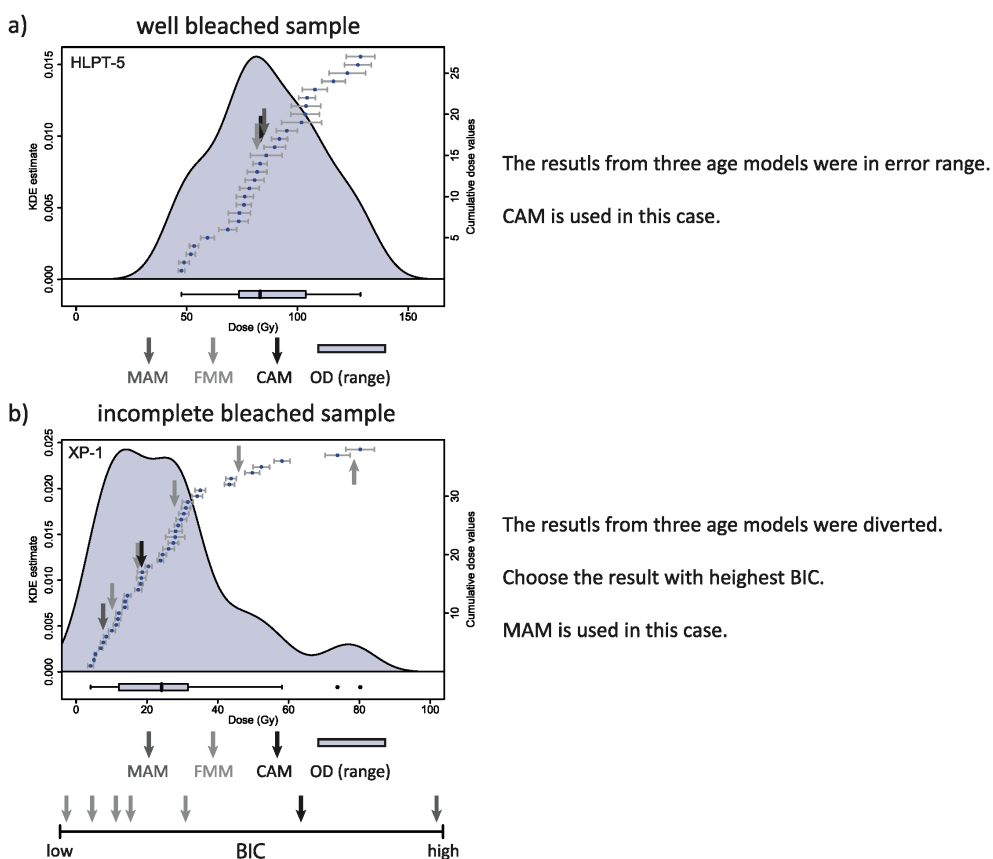 a)
well bleached sample
HLPT-5
KDE estimate
0.000 0.005 0.010 0.015
Cumulative dose values
5 10 15 20 25
0 50 100 150
Dose (Gy)
MAM FMM CAM OD (range)
The resutls from three age models were in error range.
CAM is used in this case.
b)
incomplete bleached sample
XP-1
KDE estimate
0.000 0.005 0.010 0.015 0.020 0.025
Cumulative dose values
10 20 30
0 20 40 60 80 100
Dose (Gy)
MAM FMM CAM OD (range)
low BIC high
The resutls from three age models were diverted.
Choose the result with heighest BIC.
MAM is used in this case.